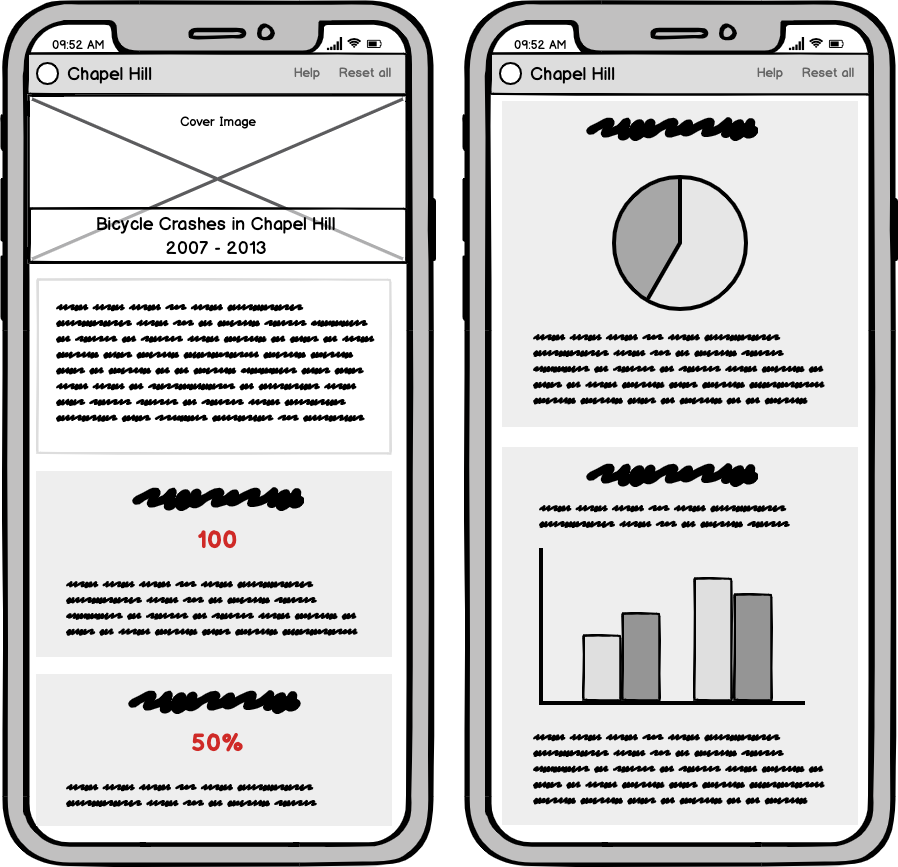 09:52 AM
Chapel Hill
Help
Reset all
Cover Image
Bicycle Crashes in Chapel Hill
2007 - 2013
100
50%
09:52 AM
Chapel Hill
Help
Reset all